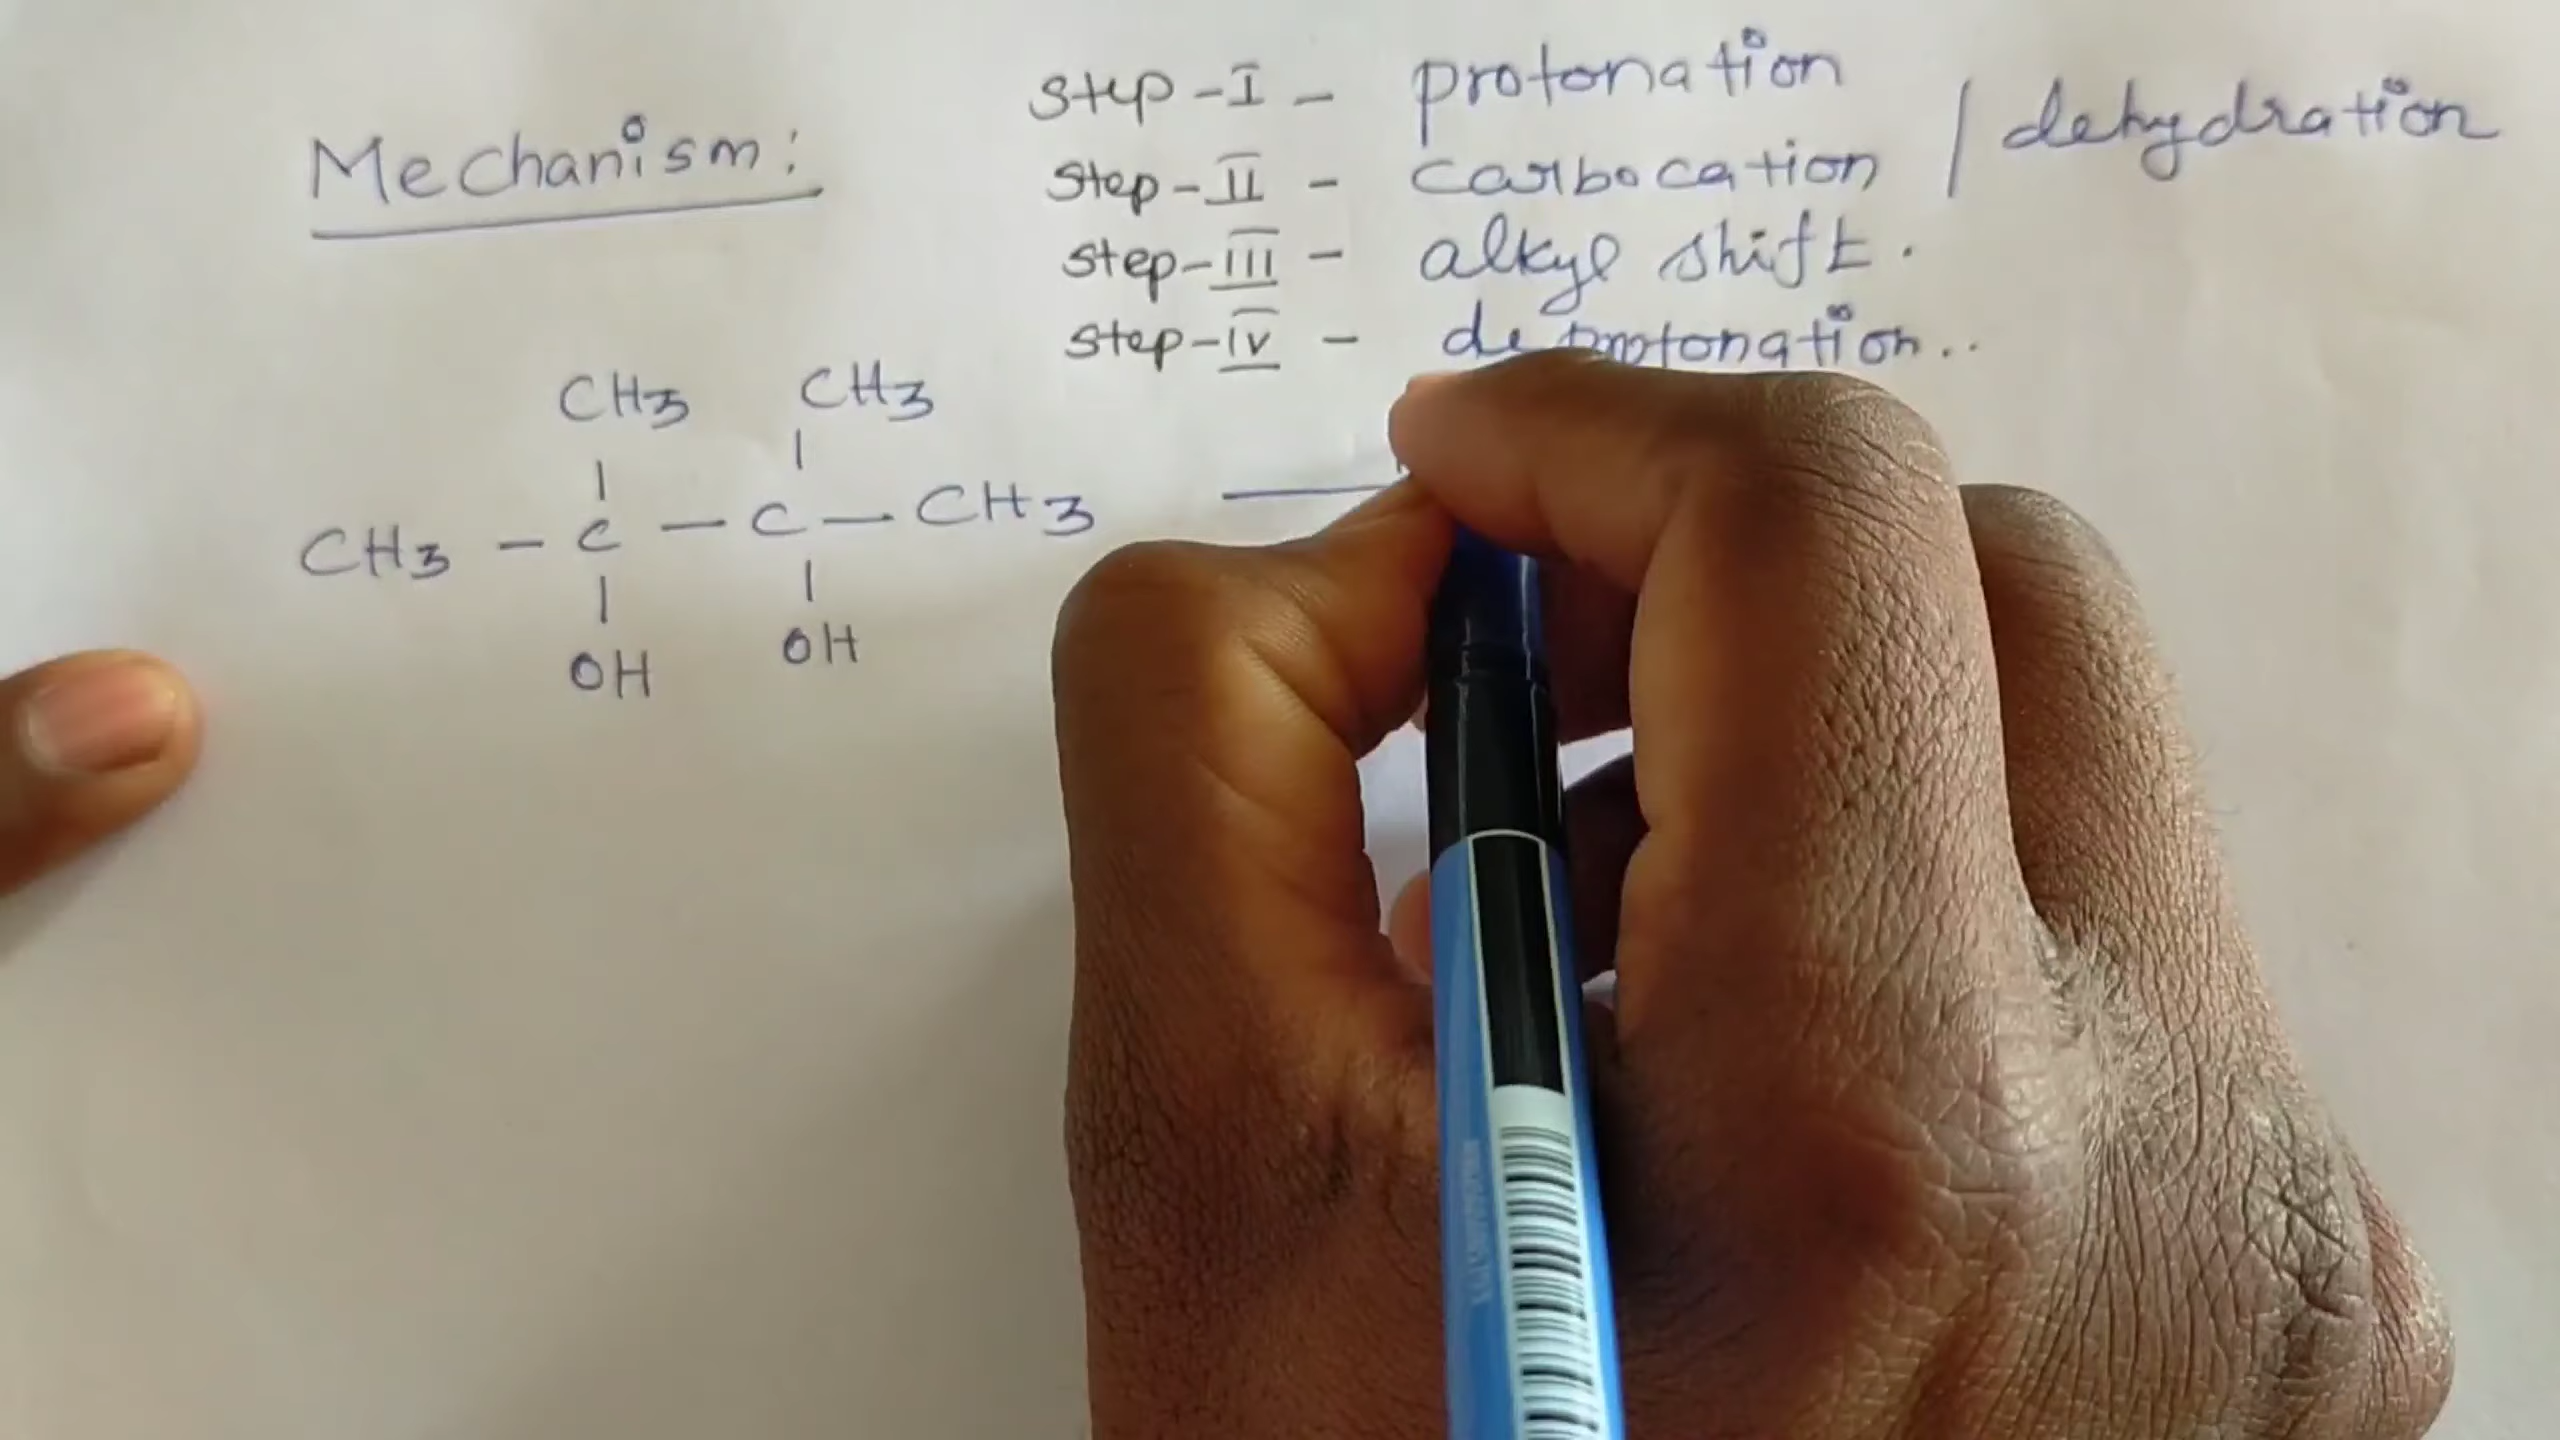 Mechanism:
Step-I - protonation
Step-II - carbocation / dehydration
Step-III - alkyl shift.
Step-IV - deprotonation..
CH3 CH3
| |
CH3 - C - C - CH3 —
| |
OH OH